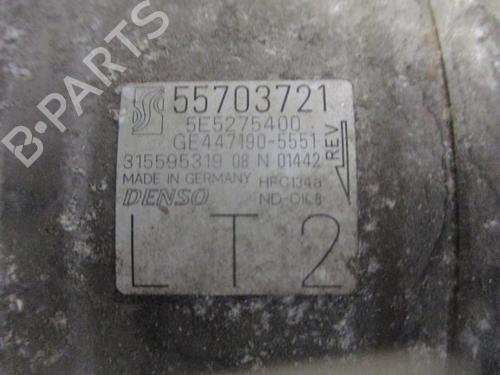 55703721
5E5275400
GE447190-5551
315595319 08 N 01442
MADE IN GERMANY HFC134a
DENSO ND-OIL8
REV
LT2
B-PARTS